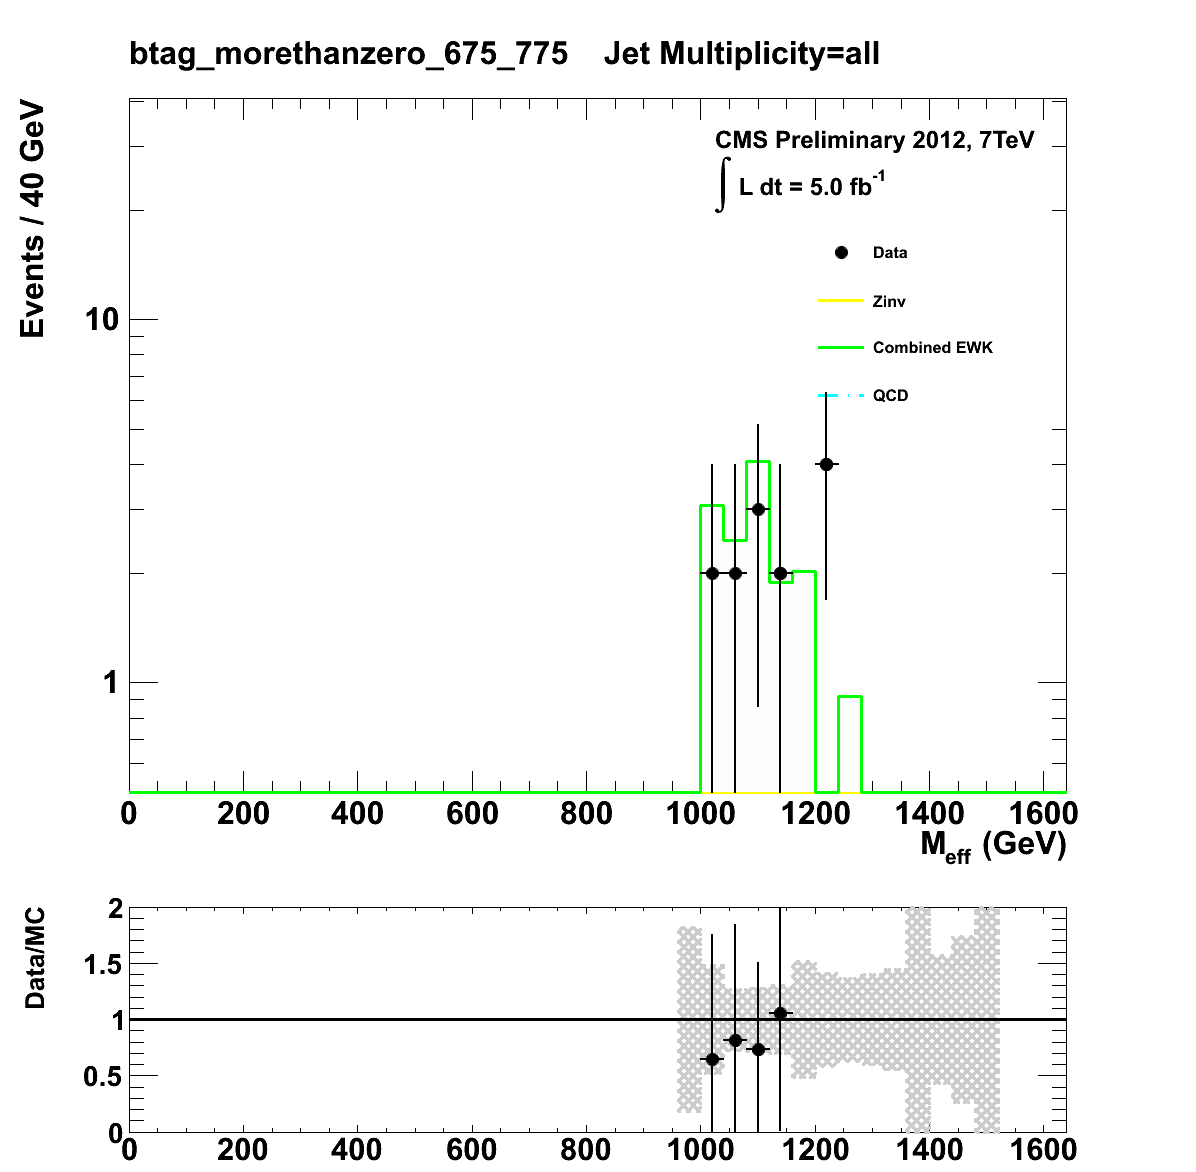 btag_morethanzero_675_775 Jet Multiplicity=all
Events / 40 GeV
CMS Preliminary 2012, 7TeV
∫ L dt = 5.0 fb-1
Data
Zinv
Combined EWK
QCD
10
1
0 200 400 600 800 1000 1200 1400 1600
Meff (GeV)
Data/MC
2
1.5
1
0.5
0
0 200 400 600 800 1000 1200 1400 1600